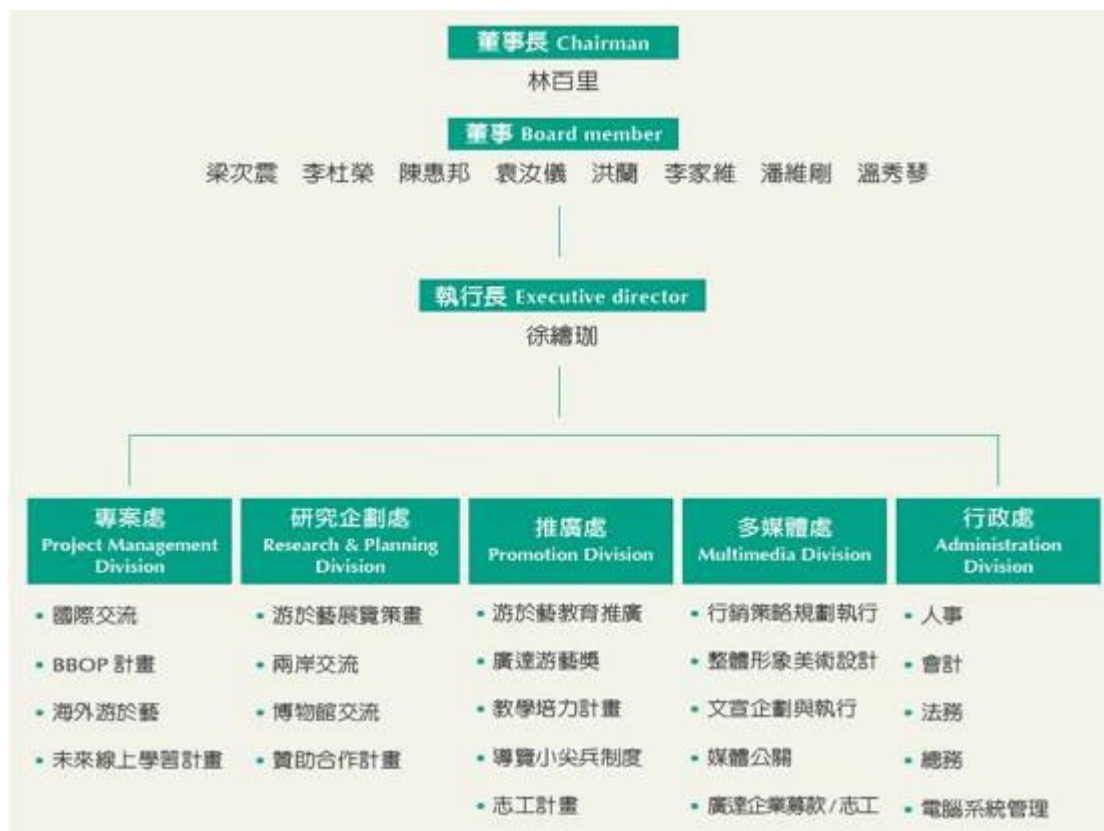 董事長 Chairman
林百里
董事 Board member
梁次震 李杜榮 陳惠邦 袁汝儀 洪蘭 李家維 潘維剛 溫秀琴
執行長 Executive director
徐繪珈
專案處
Project Management
Division
國際交流
BBOP 計畫
海外游於藝
未來線上學習計畫
研究企劃處
Research & Planning
Division
游於藝展覽策畫
兩岸交流
博物館交流
贊助合作計畫
推廣處
Promotion Division
游於藝教育推廣
廣達游藝獎
教學培力計畫
導覽小尖兵制度
志工計畫
多媒體處
Multimedia Division
行銷策略規劃執行
整體形象美術設計
文宣企劃與執行
媒體公關
廣達企業募款/志工
行政處
Administration
Division
人事
會計
法務
總務
電腦系統管理